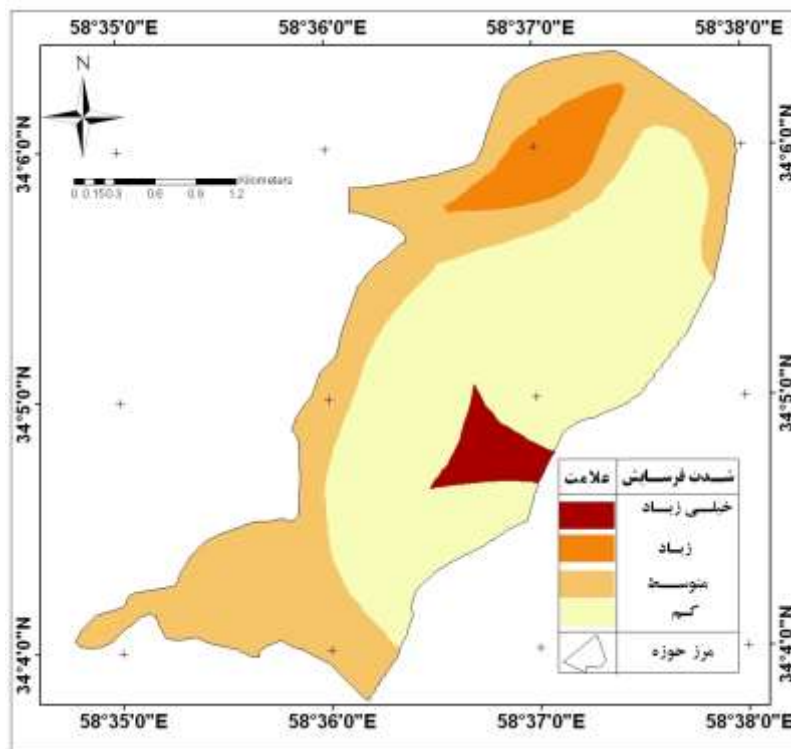 58°35'0"E 58°36'0"E 58°37'0"E 58°38'0"E
N
34°6'0"N 34°6'0"N
Kilometers
0 0.15 0.3 0.6 0.9 1.2
34°5'0"N 34°5'0"N
شدت فرسایش علامت
خیلی زیاد
زیاد
متوسط
کم
مرز حوزه
34°4'0"N 34°4'0"N
58°35'0"E 58°36'0"E 58°37'0"E 58°38'0"E